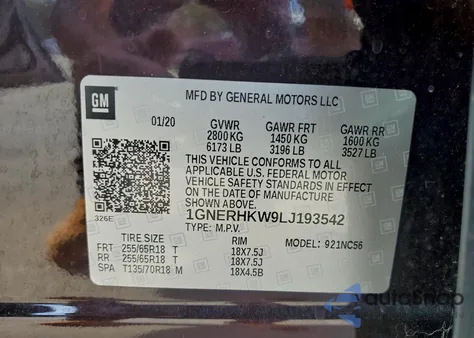 GM
MFD BY GENERAL MOTORS LLC
01/20 GVWR GAWR FRT GAWR RR
2800 KG 1450 KG 1600 KG
6173 LB 3196 LB 3527 LB
THIS VEHICLE CONFORMS TO ALL
APPLICABLE U.S. FEDERAL MOTOR
VEHICLE SAFETY STANDARDS IN EFFECT
ON THE DATE OF MANUFACTURE
SHOWN ABOVE.
326E
1GNERHKW9LJ193542
TYPE: M.P.V.
TIRE SIZE RIM MODEL: 921NC56
FRT 255/65R18 T 18X7.5J
RR 255/65R18 T 18X7.5J
SPA T135/70R18 M 18X4.5B
autoSnap